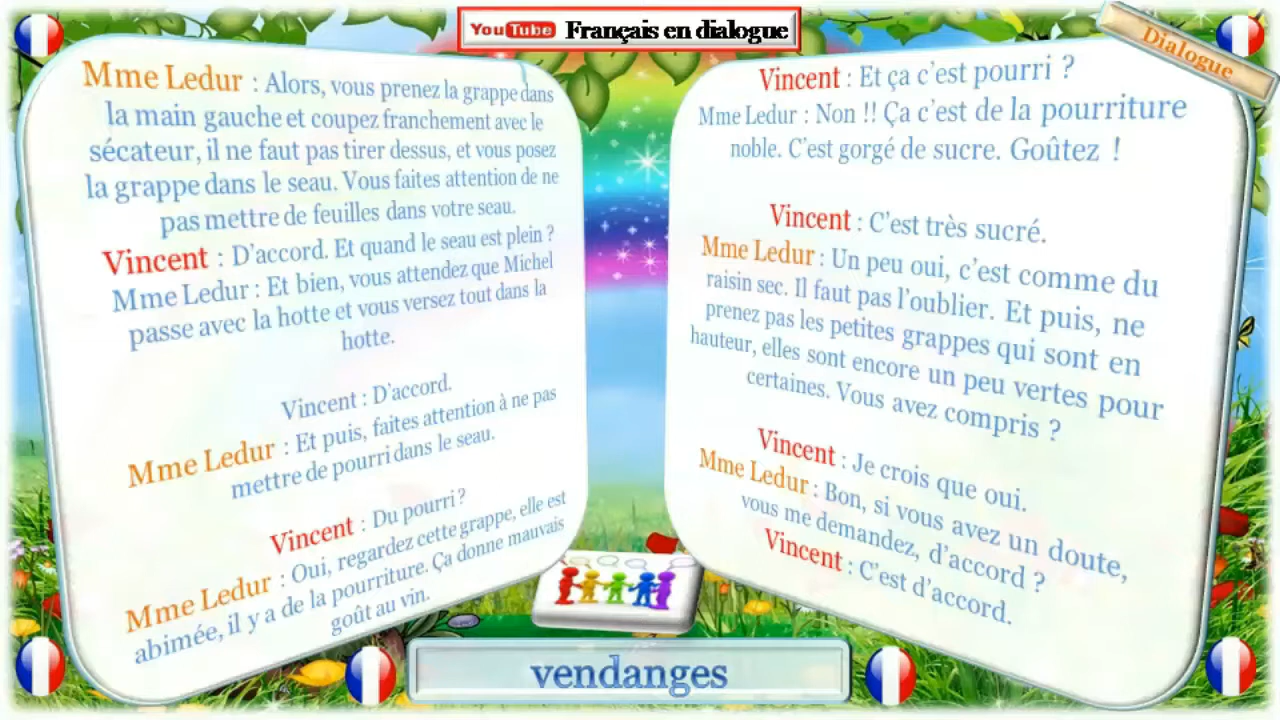 YouTube Français en dialogue
Dialogue
Mme Ledur : Alors, vous prenez la grappe dans
la main gauche et coupez franchement avec le
sécateur, il ne faut pas tirer dessus, et vous posez
la grappe dans le seau. Vous faites attention de ne
pas mettre de feuilles dans votre seau.
Vincent : D’accord. Et quand le seau est plein ?
Mme Ledur : Et bien, vous attendez que Michel
passe avec la hotte et vous versez tout dans la
hotte.
Vincent : D’accord.
Mme Ledur : Et puis, faites attention à ne pas
mettre de pourri dans le seau.
Vincent : Du pourri ?
Mme Ledur : Oui, regardez cette grappe, elle est
abimée, il y a de la pourriture. Ça donne mauvais
goût au vin.
Vincent : Et ça c’est pourri ?
Mme Ledur : Non !! Ça c’est de la pourriture
noble. C’est gorgé de sucre. Goûtez !
Vincent : C’est très sucré.
Mme Ledur : Un peu oui, c’est comme du
raisin sec. Il faut pas l’oublier. Et puis, ne
prenez pas les petites grappes qui sont en
hauteur, elles sont encore un peu vertes pour
certaines. Vous avez compris ?
Vincent : Je crois que oui.
Mme Ledur : Bon, si vous avez un doute,
vous me demandez, d’accord ?
Vincent : C’est d’accord.
vendanges